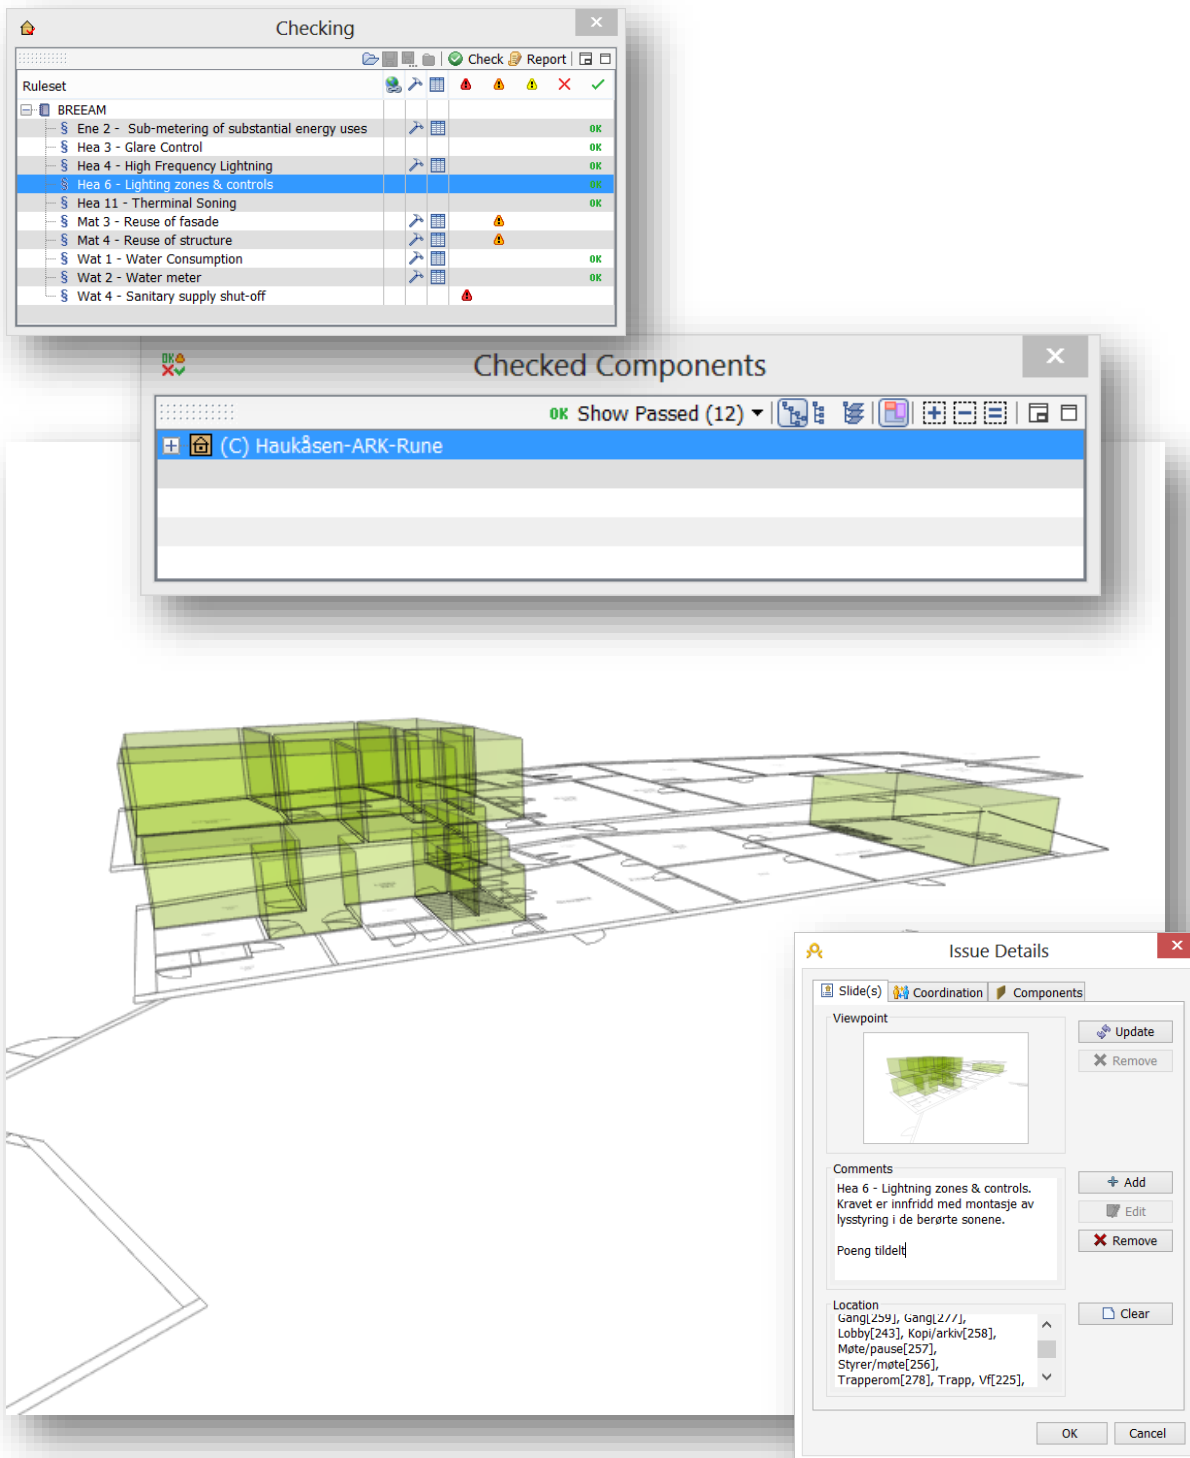 Checking
Check Report
Ruleset
BREEAM
§ Ene 2 - Sub-metering of substantial energy uses OK
§ Hea 3 - Glare Control OK
§ Hea 4 - High Frequency Lightning OK
§ Hea 6 - Lighting zones & controls OK
§ Hea 11 - Therminal Soning OK
§ Mat 3 - Reuse of fasade
§ Mat 4 - Reuse of structure
§ Wat 1 - Water Consumption OK
§ Wat 2 - Water meter OK
§ Wat 4 - Sanitary supply shut-off
Checked Components
OK Show Passed (12)
(C) Haukåsen-ARK-Rune
Issue Details
Slide(s) Coordination Components
Viewpoint
Update
Remove
Comments
Hea 6 - Lightning zones & controls.
Kravet er innfridd med montasje av
lysstyring i de berørte sonene.
Poeng tildelt
Add
Edit
Remove
Location
Gang[259], Gang[277],
Lobby[243], Kopi/arkiv[258],
Møte/pause[257],
Styrer/møte[256],
Trapperom[278], Trapp, Vf[225],
Clear
OK Cancel